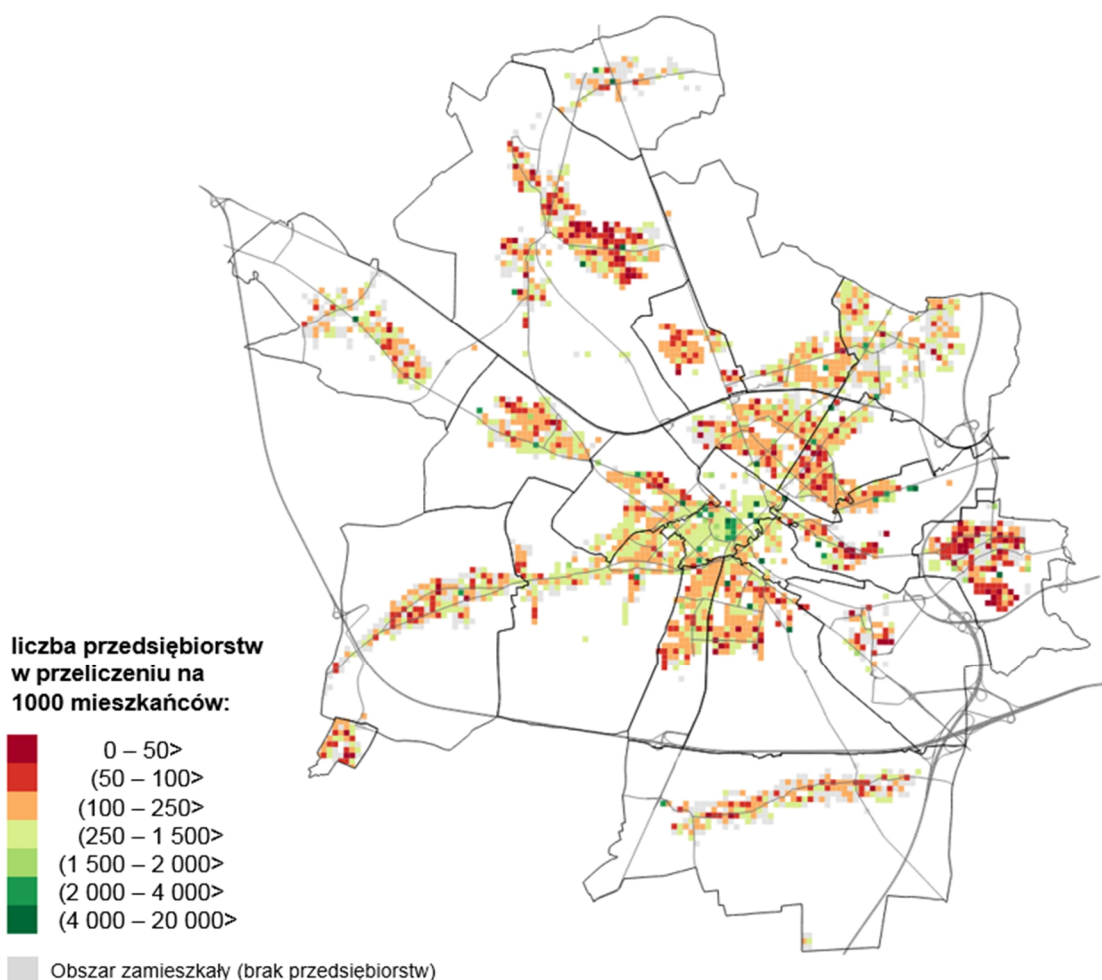 liczba przedsiębiorstw
w przeliczeniu na
1000 mieszkańców:
0 – 50>
(50 – 100>
(100 – 250>
(250 – 1 500>
(1 500 – 2 000>
(2 000 – 4 000>
(4 000 – 20 000>
Obszar zamieszkały (brak przedsiębiorstw)